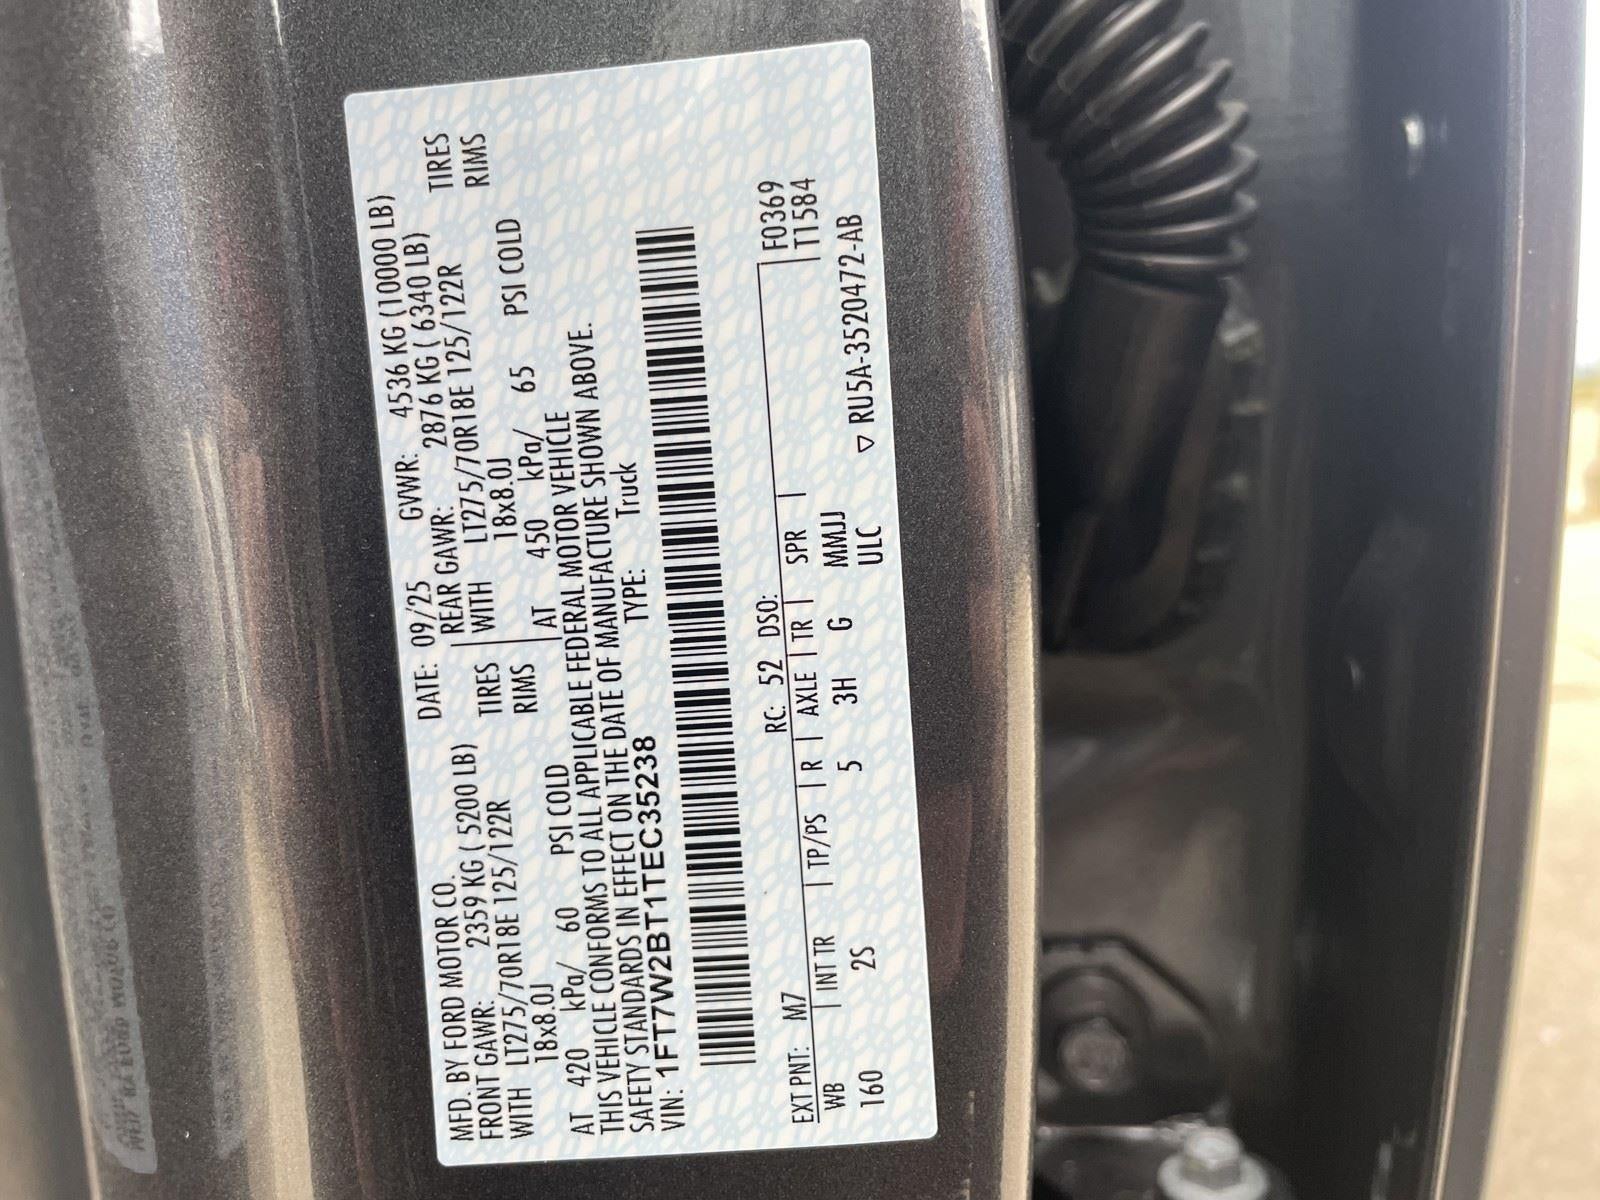 MFD. BY FORD MOTOR CO. DATE: 09/25 GVWR: 4536 KG (10000 LB)
FRONT GAWR: 2359 KG ( 5200 LB) REAR GAWR: 2876 KG ( 6340 LB)
WITH LT275/70R18E 125/122R TIRES WITH LT275/70R18E 125/122R TIRES
18x8.0J RIMS 18x8.0J RIMS
AT 420 kPa/ 60 PSI COLD AT 450 kPa/ 65 PSI COLD
THIS VEHICLE CONFORMS TO ALL APPLICABLE FEDERAL MOTOR VEHICLE
SAFETY STANDARDS IN EFFECT ON THE DATE OF MANUFACTURE SHOWN ABOVE.
VIN: 1FT7W2BT1TEC35238 TYPE: Truck
EXT PNT: M7 RC: 52 DSO: F0369
WB INT TR TP/PS R AXLE TR SPR T1584
160 2S 5 3H G MMJJ
ULC ▽ RU5A-3520472-AB